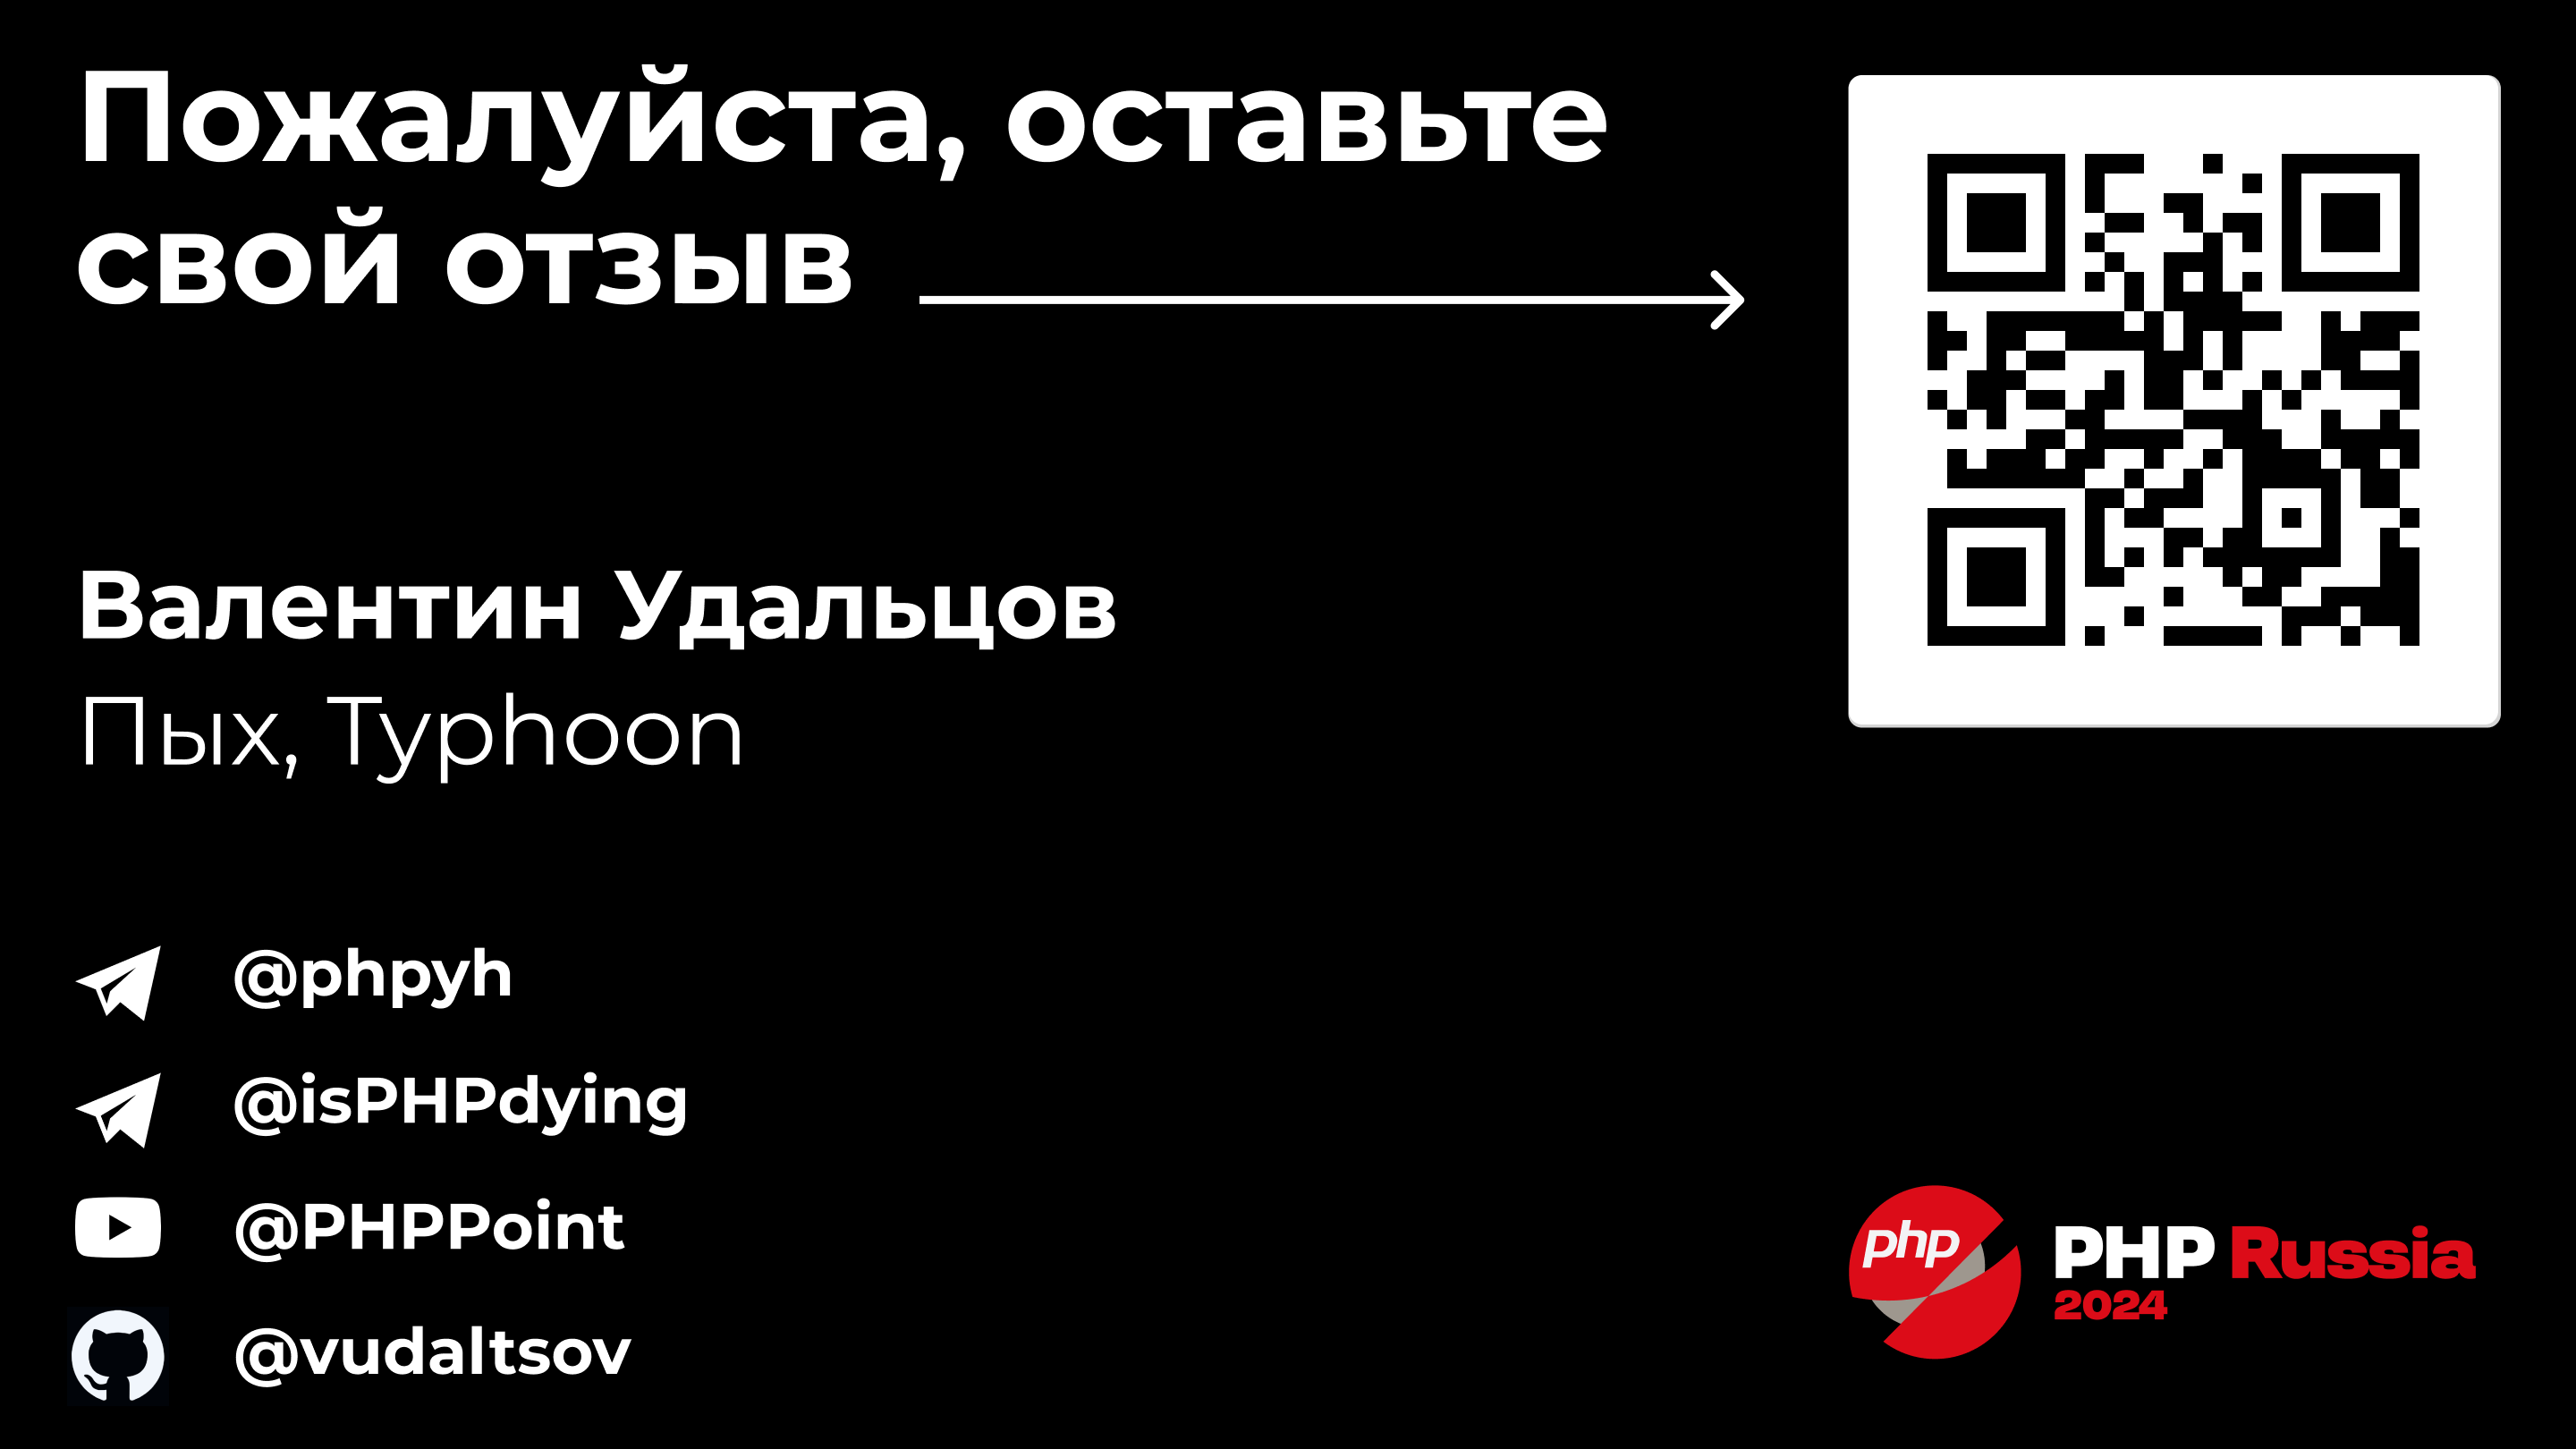 Пожалуйста, оставьте
свой отзыв
Валентин Удальцов
Пых, Typhoon
@phpyh
@isPHPdying
@PHPPoint
@vudaltsov
php
PHP Russia
2024